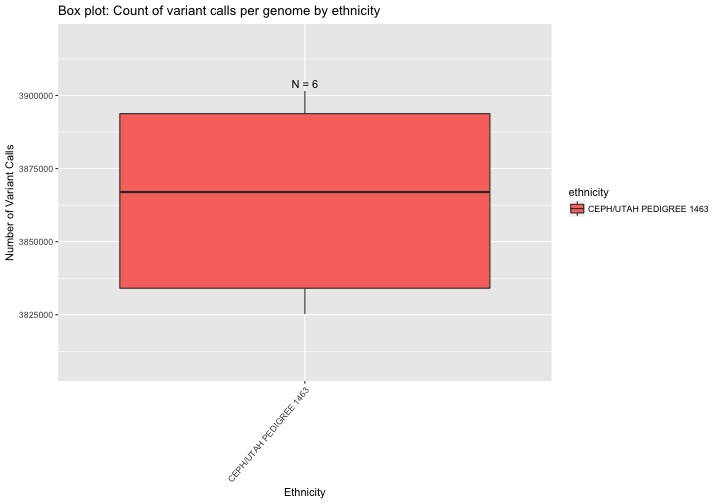 Box plot: Count of variant calls per genome by ethnicity
N = 6
3900000
3875000
3850000
3825000
Number of Variant Calls
ethnicity
CEPH/UTAH PEDIGREE 1463
CEPH/UTAH PEDIGREE 1463
Ethnicity